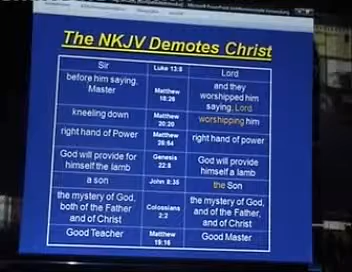 The NKJV Demotes Christ
Sir Luke 13:8 Lord
before him saying, Master Matthew 18:26 and they worshipped him saying, Lord
kneeling down Matthew 20:20 worshipping him
right hand of Power Matthew 26:64 right hand of power
God will provide for himself the lamb Genesis 22:8 God will provide himself a lamb
a son John 8:35 the Son
the mystery of God, both of the Father and of Christ Colossians 2:2 the mystery of God, and of the Father, and of Christ
Good Teacher Matthew 19:16 Good Master